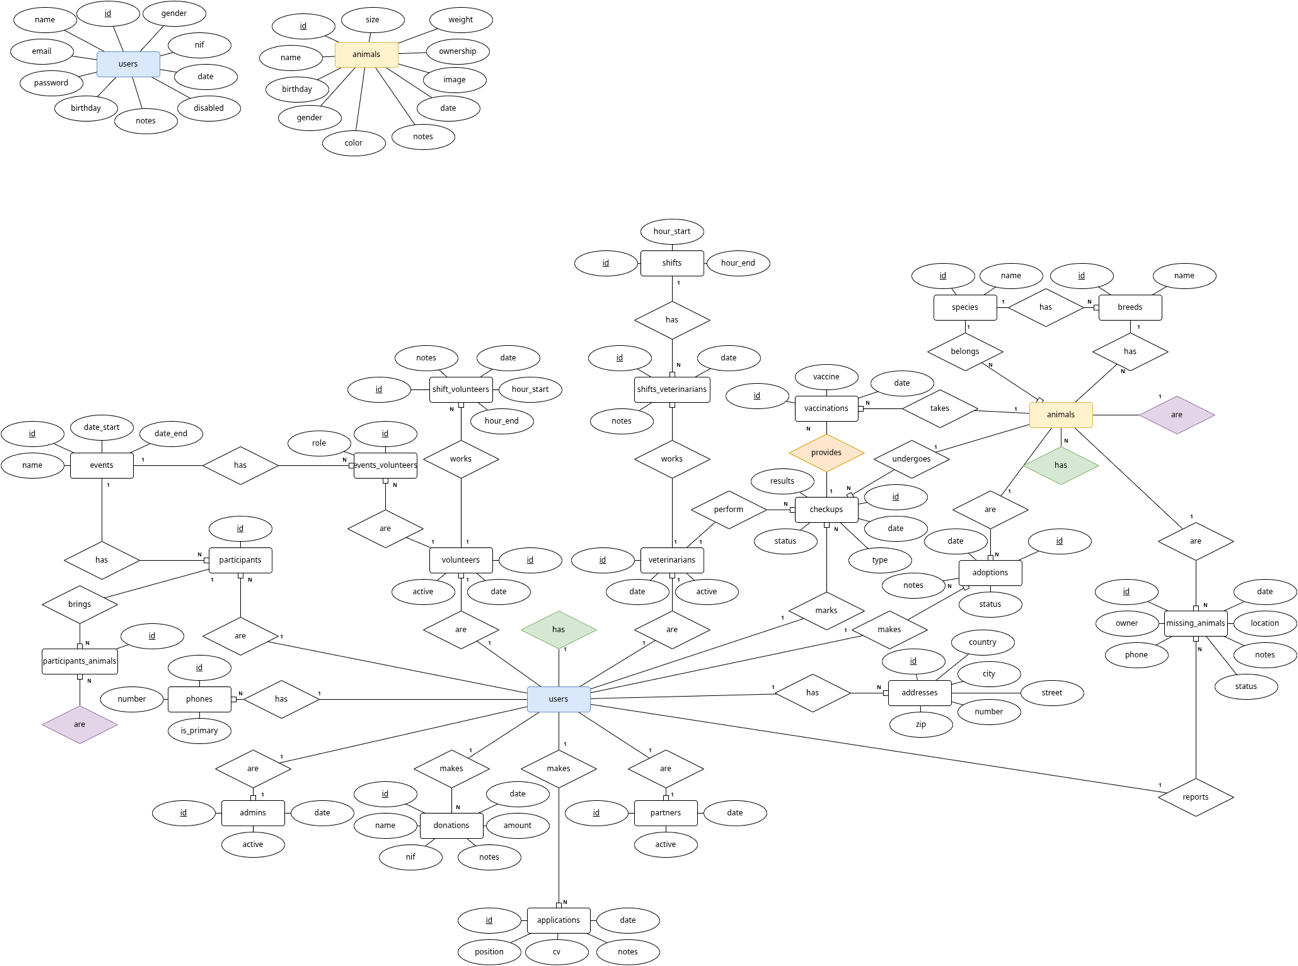 id
gender
name
nif
email
users
date
password
birthday
disabled
notes
size
weight
id
ownership
animals
name
image
birthday
date
gender
notes
color
hour_start
id
shifts
hour_end
1
has
N
id
date
shifts_veterinarians
notes
works
1
id
veterinarians
1
date
active
are
1
id
name
id
name
species
1
has
N
breeds
1
1
belongs
has
N
N
animals
1
are
N
has
vaccine
date
id
vaccinations
N
takes
1
N
provides
1
undergoes
1
N
results
id
checkups
date
status
N
type
1
perform
N
marks
1
are
1
N
date
id
adoptions
notes
N
status
makes
1
1
are
N
id
date
owner
missing_animals
location
phone
notes
N
status
reports
1
notes
date
id
shift_volunteers
hour_start
N
hour_end
works
1
date_start
id
date_end
name
events
1
has
N
role
id
events_volunteers
N
are
1
volunteers
id
1
active
date
are
1
1
has
N
id
participants
1
N
brings
are
1
N
id
participants_animals
N
are
id
number
phones
N
has
1
is_primary
has
1
users
country
id
city
1
has
N
addresses
street
number
zip
1
are
1
id
admins
date
active
1
makes
N
id
date
name
donations
amount
nif
notes
1
makes
N
id
applications
date
position
cv
notes
1
are
1
id
partners
date
active